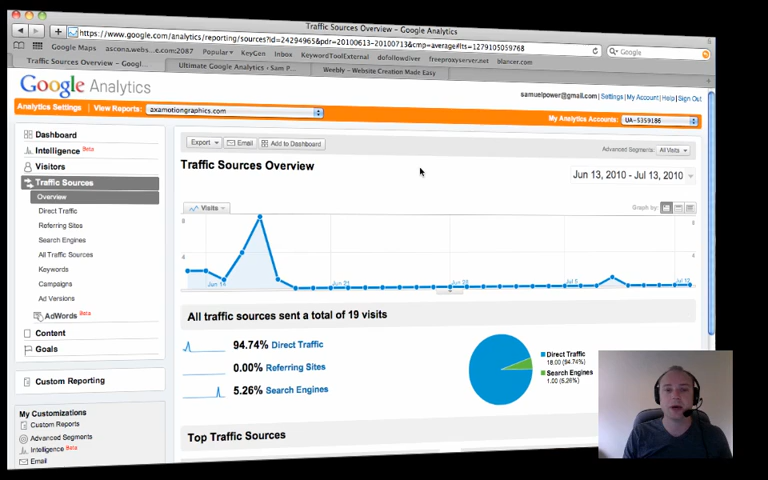 Traffic Sources Overview - Google Analytics
https://www.google.com/analytics/reporting/sources?id=24294965&pdr=20100613-20100713&cmp=average#lts=1279105059768
Google
Google Maps ascona.webs...e.com:2087 Popular KeyGen Inbox KeywordToolExternal dofollowdiver freeproxyserver.net blancer.com
Traffic Sources Overview - Googl... Ultimate Google Analytics - Sam P... Weebly - Website Creation Made Easy
Google Analytics
samuelpower@gmail.com | Settings | My Account | Help | Sign Out
Analytics Settings | View Reports: axamotiongraphics.com My Analytics Accounts: UA-5359186
Dashboard
Intelligence Beta
Visitors
Traffic Sources
Overview
Direct Traffic
Referring Sites
Search Engines
All Traffic Sources
Keywords
Campaigns
Ad Versions
AdWords Beta
Content
Goals
Custom Reporting
My Customizations
Custom Reports
Advanced Segments
Intelligence Beta
Email
Export Email Add to Dashboard
Advanced Segments: All Visits
Traffic Sources Overview
Jun 13, 2010 - Jul 13, 2010
Visits
Graph by:
8
4
4
Jun 14 Jun 21 Jun 28 Jul 5 Jul 12
All traffic sources sent a total of 19 visits
94.74% Direct Traffic
0.00% Referring Sites
5.26% Search Engines
Direct Traffic
18.00 (94.74%)
Search Engines
1.00 (5.26%)
Top Traffic Sources